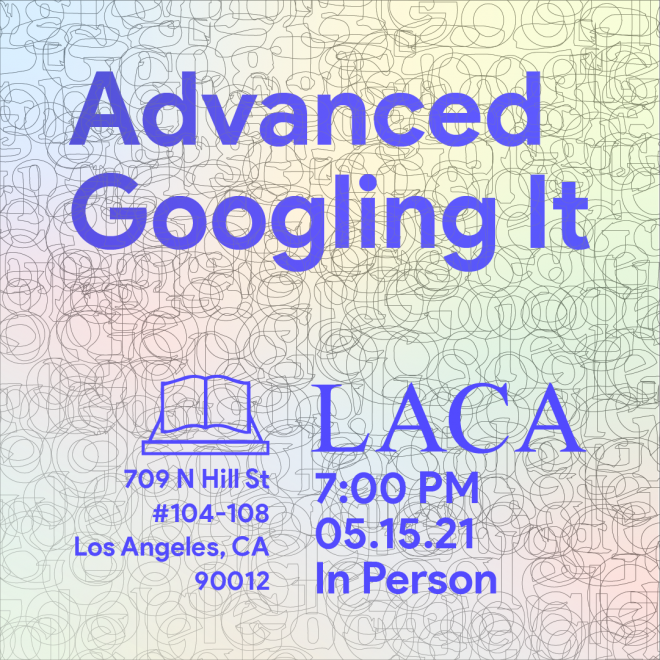 Advanced
Googling It
709 N Hill St
#104-108
Los Angeles, CA
90012
LACA
7:00 PM
05.15.21
In Person